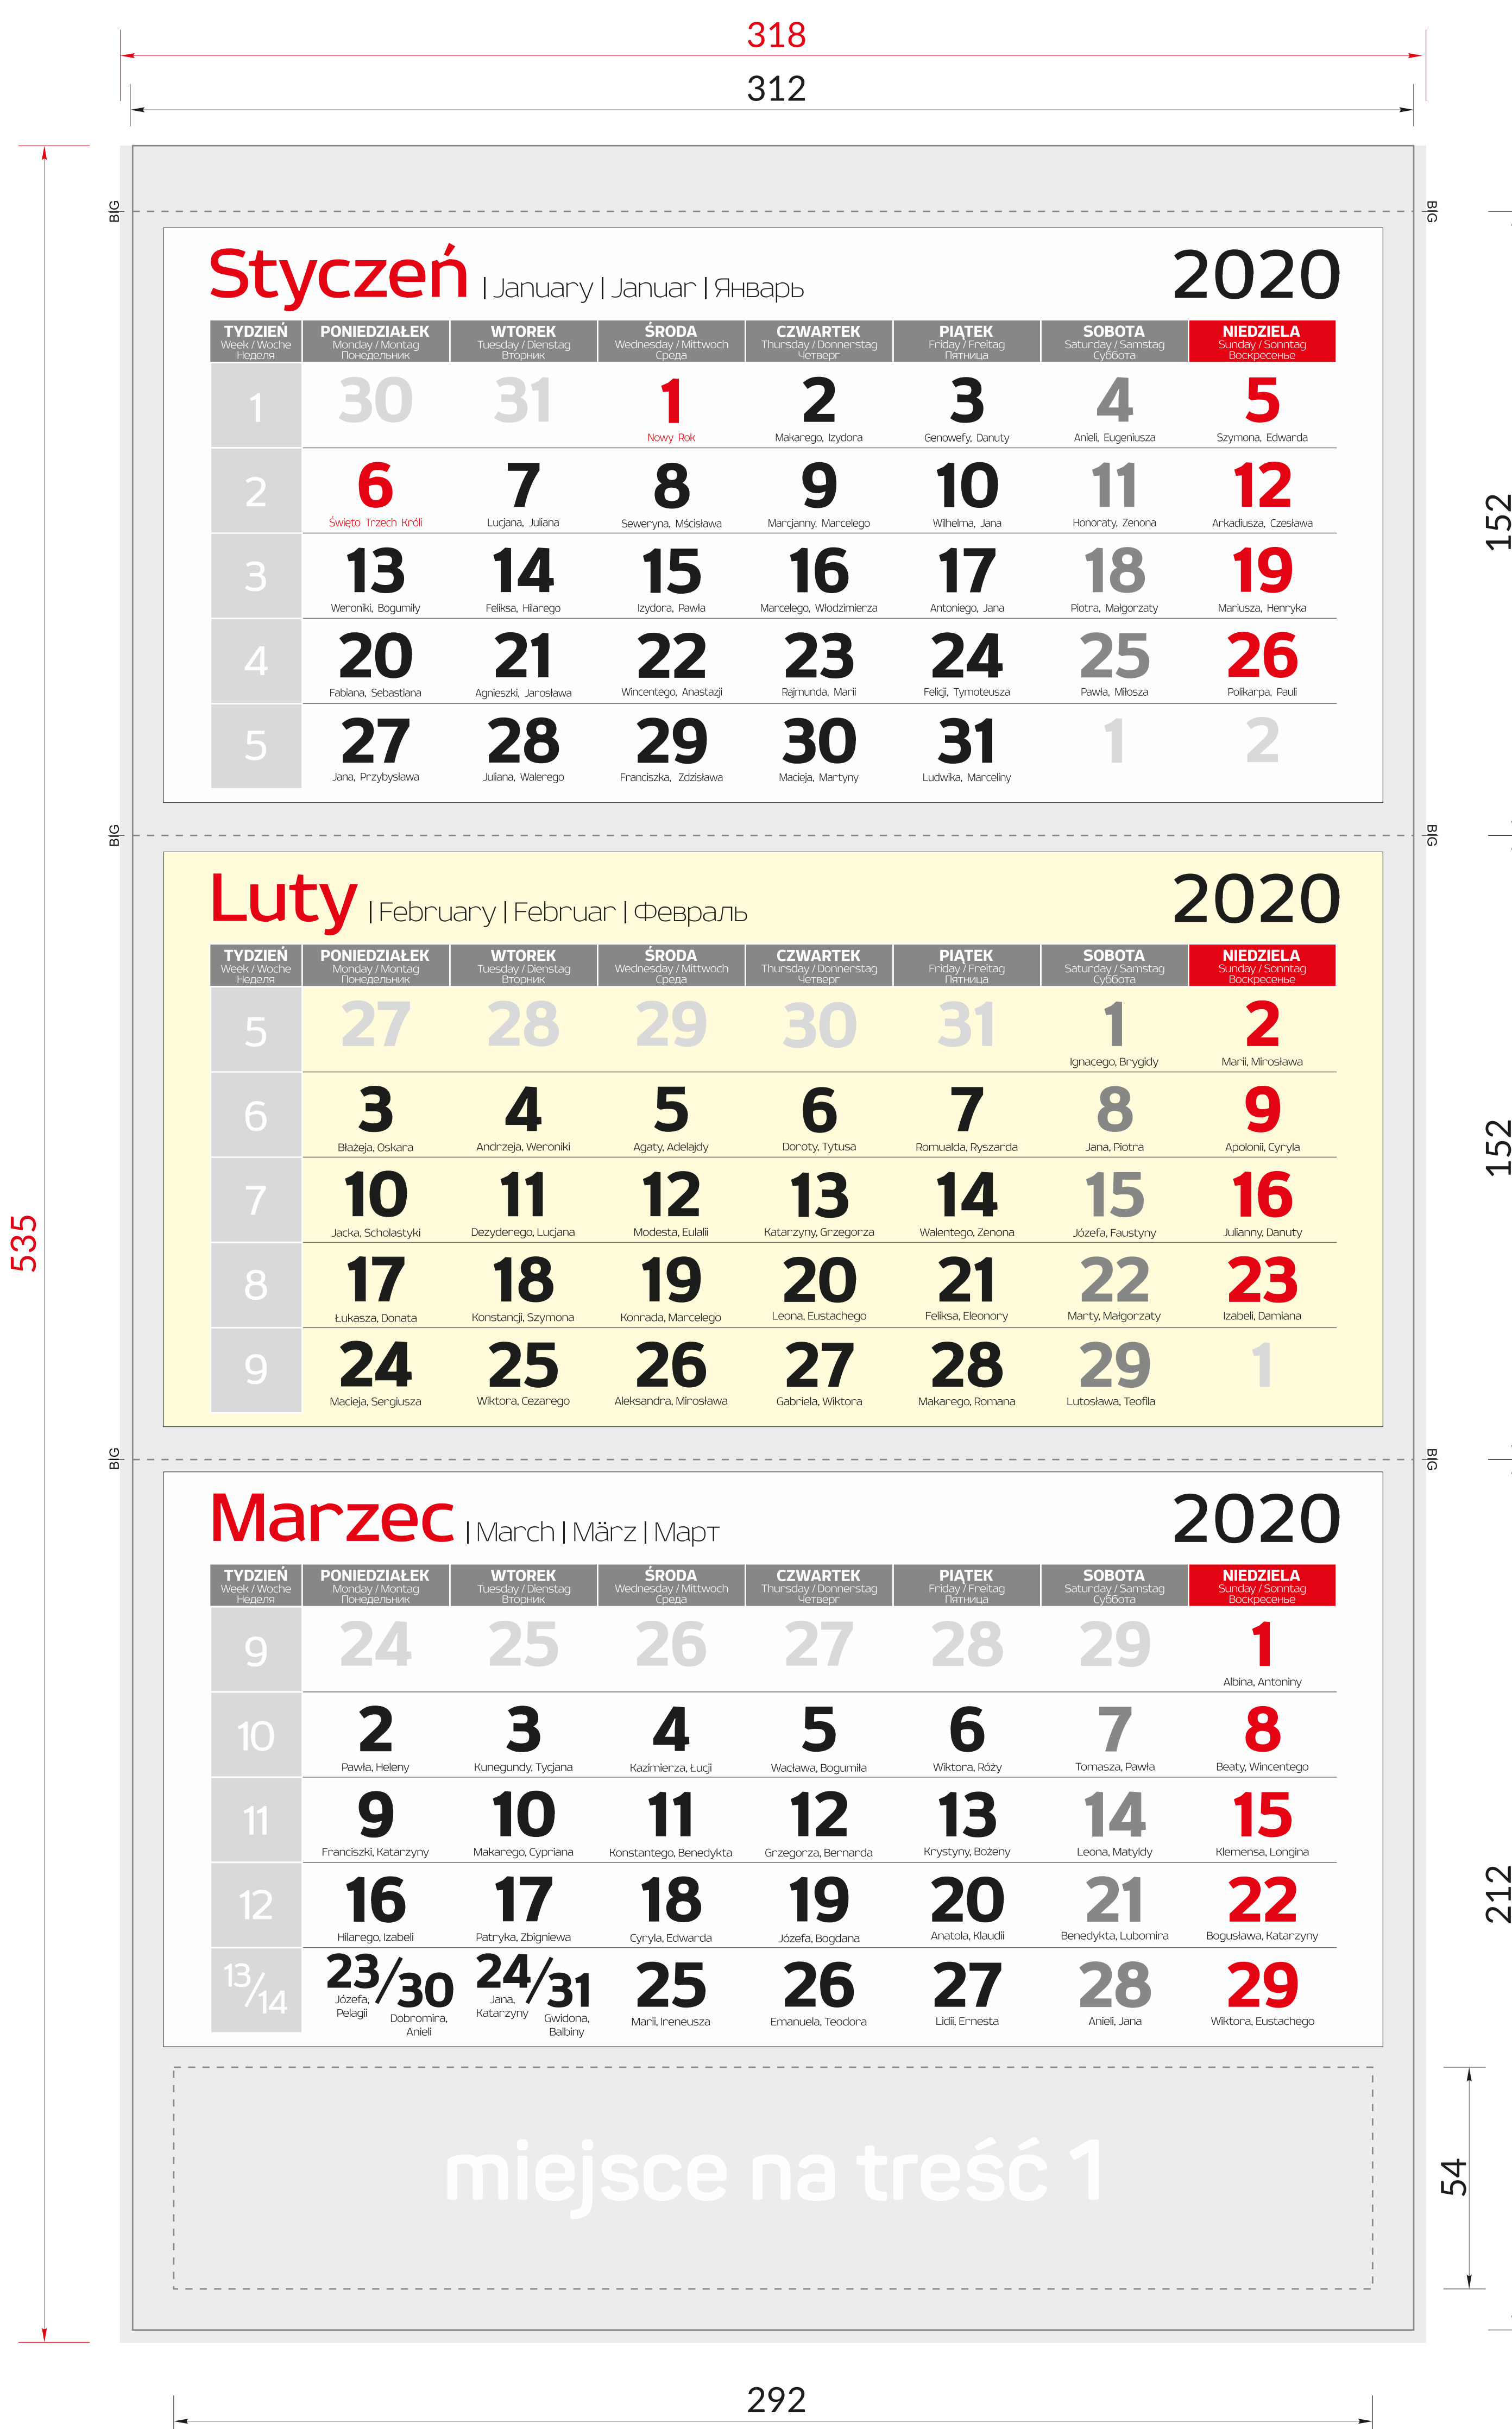 318
312
BIG
BIG
Styczeń | January | Januar | Январь 2020
TYDZIEŃ PONIEDZIAŁEK WTOREK ŚRODA CZWARTEK PIĄTEK SOBOTA NIEDZIELA
Week / Woche Monday / Montag Tuesday / Dienstag Wednesday / Mittwoch Thursday / Donnerstag Friday / Freitag Saturday / Samstag Sunday / Sonntag
Неделя Понедельник Вторник Среда Четверг Пятница Суббота Воскресенье
1 30 31 1 2 3 4 5
Nowy Rok Makarego, Izydora Genowefy, Danuty Anieli, Eugeniusza Szymona, Edwarda
2 6 7 8 9 10 11 12
Święto Trzech Króli Lucjana, Juliana Seweryna, Mścisława Marcjanny, Marcelego Wilhelma, Jana Honoraty, Zenona Arkadiusza, Czesława
152
3 13 14 15 16 17 18 19
Weroniki, Bogumiły Feliksa, Hilarego Izydora, Pawła Marcelego, Włodzimierza Antoniego, Jana Piotra, Małgorzaty Mariusza, Henryka
4 20 21 22 23 24 25 26
Fabiana, Sebastiana Agnieszki, Jarosława Wincentego, Anastazji Rajmunda, Marii Felicji, Tymoteusza Pawła, Miłosza Polikarpa, Pauli
5 27 28 29 30 31 1 2
Jana, Przybysława Juliana, Walerego Franciszka, Zdzisława Macieja, Martyny Ludwika, Marceliny
BIG
BIG
Luty | February | Februar | Февраль 2020
TYDZIEŃ PONIEDZIAŁEK WTOREK ŚRODA CZWARTEK PIĄTEK SOBOTA NIEDZIELA
Week / Woche Monday / Montag Tuesday / Dienstag Wednesday / Mittwoch Thursday / Donnerstag Friday / Freitag Saturday / Samstag Sunday / Sonntag
Неделя Понедельник Вторник Среда Четверг Пятница Суббота Воскресенье
5 27 28 29 30 31 1 2
Ignacego, Brygidy Marii, Mirosława
6 3 4 5 6 7 8 9
Błażeja, Oskara Andrzeja, Weroniki Agaty, Adelajdy Doroty, Tytusa Romualda, Ryszarda Jana, Piotra Apolonii, Cyryla
152
7 10 11 12 13 14 15 16
Jacka, Scholastyki Dezyderego, Lucjana Modesta, Eulalii Katarzyny, Grzegorza Walentego, Zenona Józefa, Faustyny Julianny, Danuty
535
8 17 18 19 20 21 22 23
Łukasza, Donata Konstancji, Szymona Konrada, Marcelego Leona, Eustachego Feliksa, Eleonory Marty, Małgorzaty Izabeli, Damiana
9 24 25 26 27 28 29 1
Macieja, Sergiusza Wiktora, Cezarego Aleksandra, Mirosława Gabriela, Wiktora Makarego, Romana Lutosława, Teofila
BIG
BIG
Marzec | March | März | Март 2020
TYDZIEŃ PONIEDZIAŁEK WTOREK ŚRODA CZWARTEK PIĄTEK SOBOTA NIEDZIELA
Week / Woche Monday / Montag Tuesday / Dienstag Wednesday / Mittwoch Thursday / Donnerstag Friday / Freitag Saturday / Samstag Sunday / Sonntag
Неделя Понедельник Вторник Среда Четверг Пятница Суббота Воскресенье
9 24 25 26 27 28 29 1
Albina, Antoniny
10 2 3 4 5 6 7 8
Pawła, Heleny Kunegundy, Tycjana Kazimierza, Łucji Wacława, Bogumiła Wiktora, Róży Tomasza, Pawła Beaty, Wincentego
11 9 10 11 12 13 14 15
Franciszki, Katarzyny Makarego, Cypriana Konstantego, Benedykta Grzegorza, Bernarda Krystyny, Bożeny Leona, Matyldy Klemensa, Longina
212
12 16 17 18 19 20 21 22
Hilarego, Izabeli Patryka, Zbigniewa Cyryla, Edwarda Józefa, Bogdana Anatola, Klaudii Benedykta, Lubomira Bogusława, Katarzyny
13/14 23/30 24/31 25 26 27 28 29
Józefa, Jana,
Pelagii Katarzyny
Dobromira, Gwidona, Marii, Ireneusza Emanuela, Teodora Lidii, Ernesta Anieli, Jana Wiktora, Eustachego
Anieli Balbiny
miejsce na treść 1
54
292